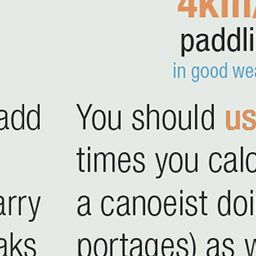 4km/
paddli
in good wea
add
You should us
times you calc
arry
a canoeist doi
aks
portages) as w